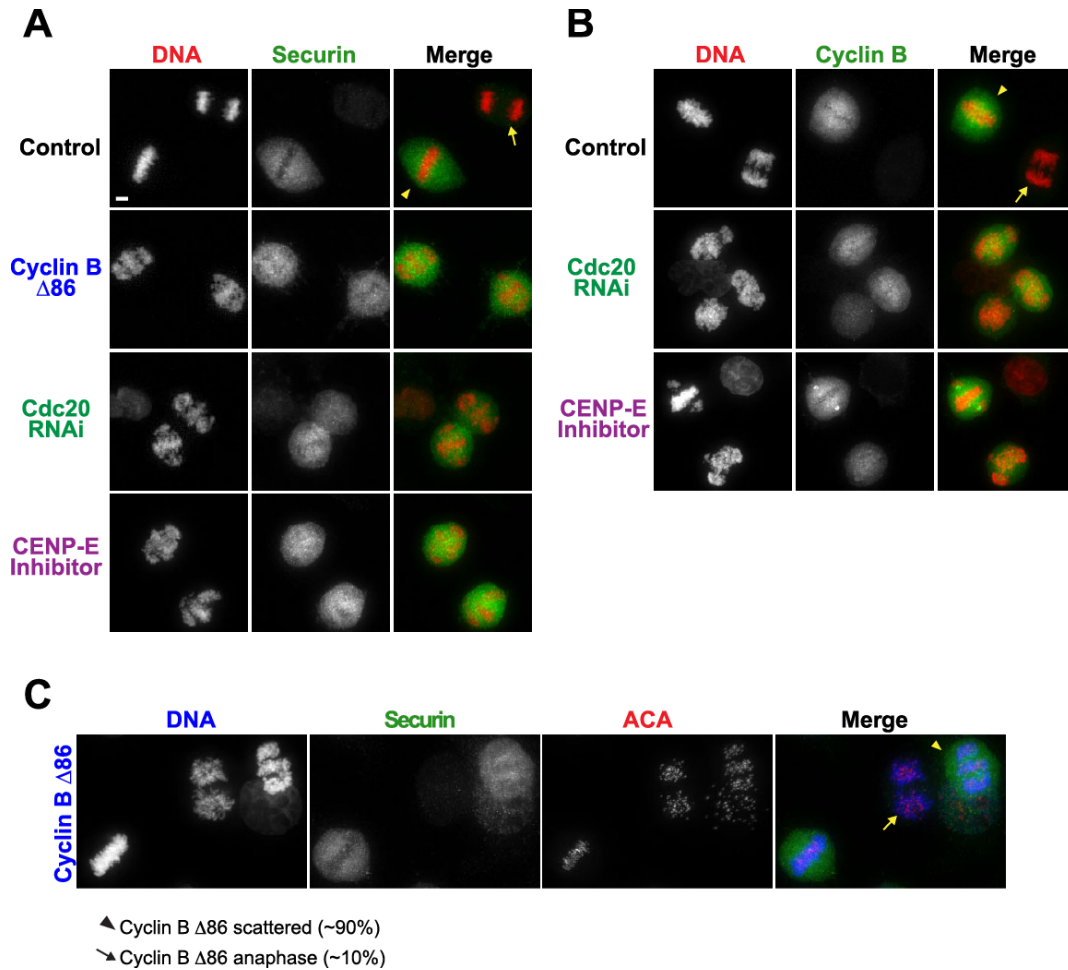 A
DNA Securin Merge
Control
Cyclin B
Δ86
Cdc20
RNAi
CENP-E
Inhibitor
B
DNA Cyclin B Merge
Control
Cdc20
RNAi
CENP-E
Inhibitor
C
DNA Securin ACA Merge
Cyclin B Δ86
Cyclin B Δ86 scattered (~90%)
Cyclin B Δ86 anaphase (~10%)